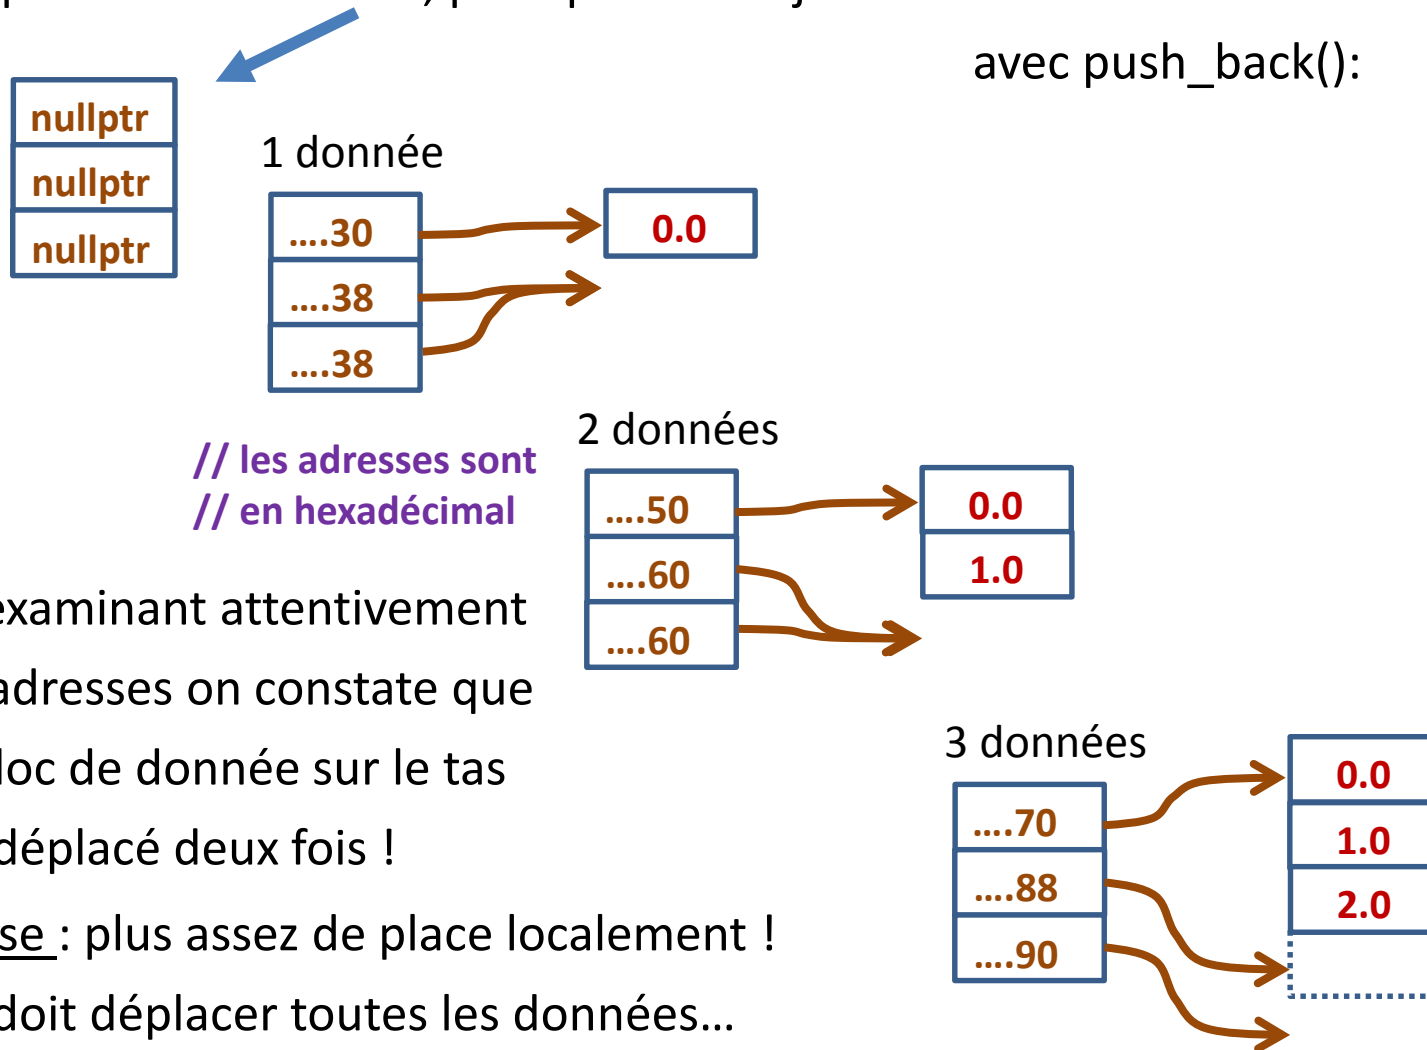 avec push_back():
nullptr
nullptr
nullptr
1 donnée
....30
....38
....38
0.0
// les adresses sont
// en hexadécimal
2 données
....50
....60
....60
0.0
1.0
examinant attentivement
adresses on constate que
loc de donnée sur le tas
déplacé deux fois !
se : plus assez de place localement !
doit déplacer toutes les données...
3 données
....70
....88
....90
0.0
1.0
2.0